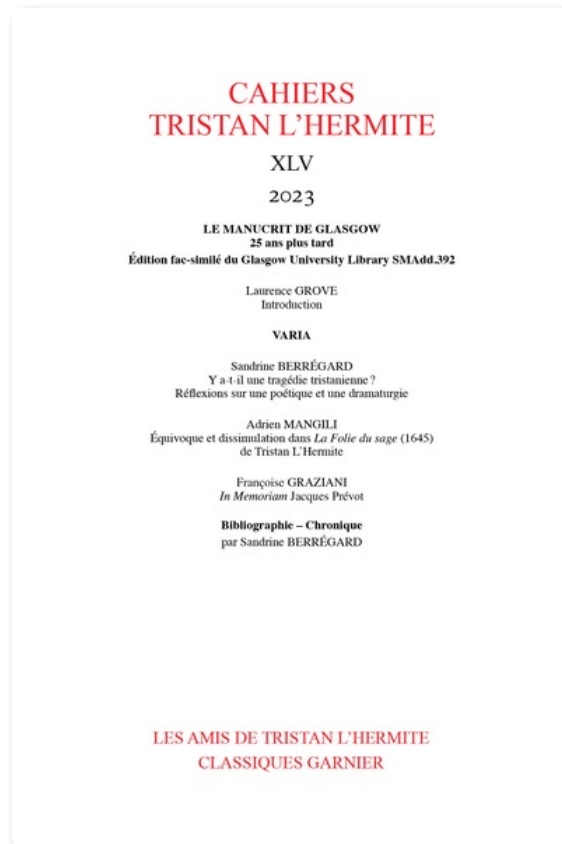 CAHIERS
TRISTAN L'HERMITE
XLV
2023
LE MANUCRIT DE GLASGOW
25 ans plus tard
Édition fac-similé du Glasgow University Library SMAdd.392
Laurence GROVE
Introduction
VARIA
Sandrine BERRÉGARD
Y a-t-il une tragédie tristanienne ?
Réflexions sur une poétique et une dramaturgie
Adrien MANGILI
Équivoque et dissimulation dans La Folie du sage (1645)
de Tristan L'Hermite
Françoise GRAZIANI
In Memoriam Jacques Prévot
Bibliographie – Chronique
par Sandrine BERRÉGARD
LES AMIS DE TRISTAN L'HERMITE
CLASSIQUES GARNIER